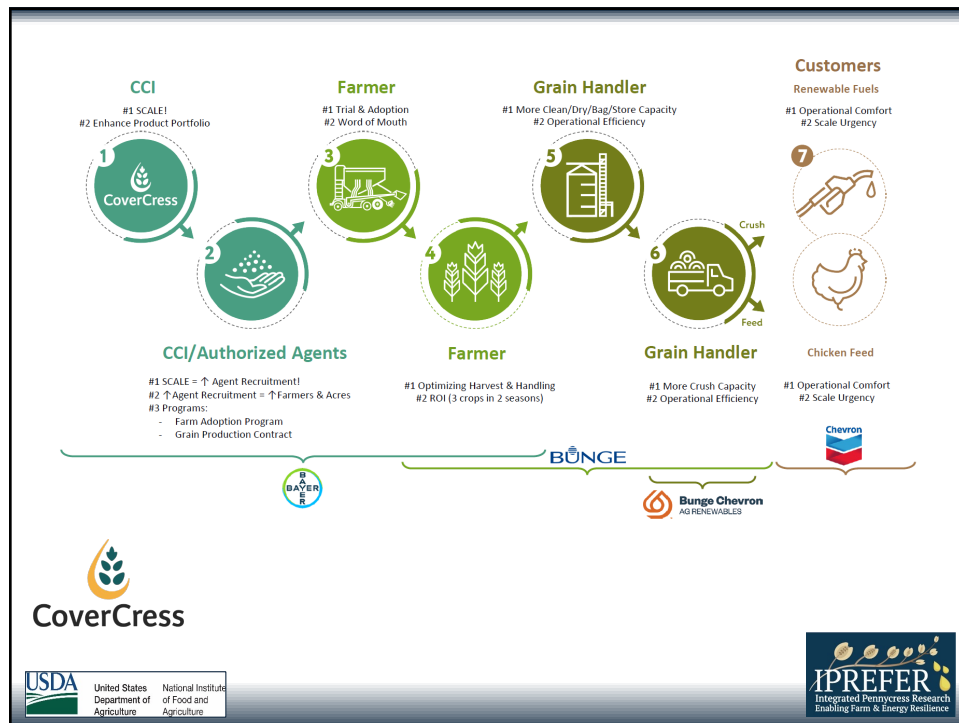 CCI
#1 SCALE!
#2 Enhance Product Portfolio
1
CoverCress
2
CCI/Authorized Agents
#1 SCALE = ↑ Agent Recruitment!
#2 ↑Agent Recruitment = ↑Farmers & Acres
#3 Programs:
- Farm Adoption Program
- Grain Production Contract
Farmer
#1 Trial & Adoption
#2 Word of Mouth
3
4
Farmer
#1 Optimizing Harvest & Handling
#2 ROI (3 crops in 2 seasons)
Grain Handler
#1 More Clean/Dry/Bag/Store Capacity
#2 Operational Efficiency
5
6
Crush
Feed
Grain Handler
#1 More Crush Capacity
#2 Operational Efficiency
Customers
Renewable Fuels
#1 Operational Comfort
#2 Scale Urgency
7
Chicken Feed
#1 Operational Comfort
#2 Scale Urgency
BAYER
BAYER
BUNGE
Bunge Chevron
AG RENEWABLES
Chevron
CoverCress
USDA
United States
Department of
Agriculture
National Institute
of Food and
Agriculture
IPREFER
Integrated Pennycress Research
Enabling Farm & Energy Resilience